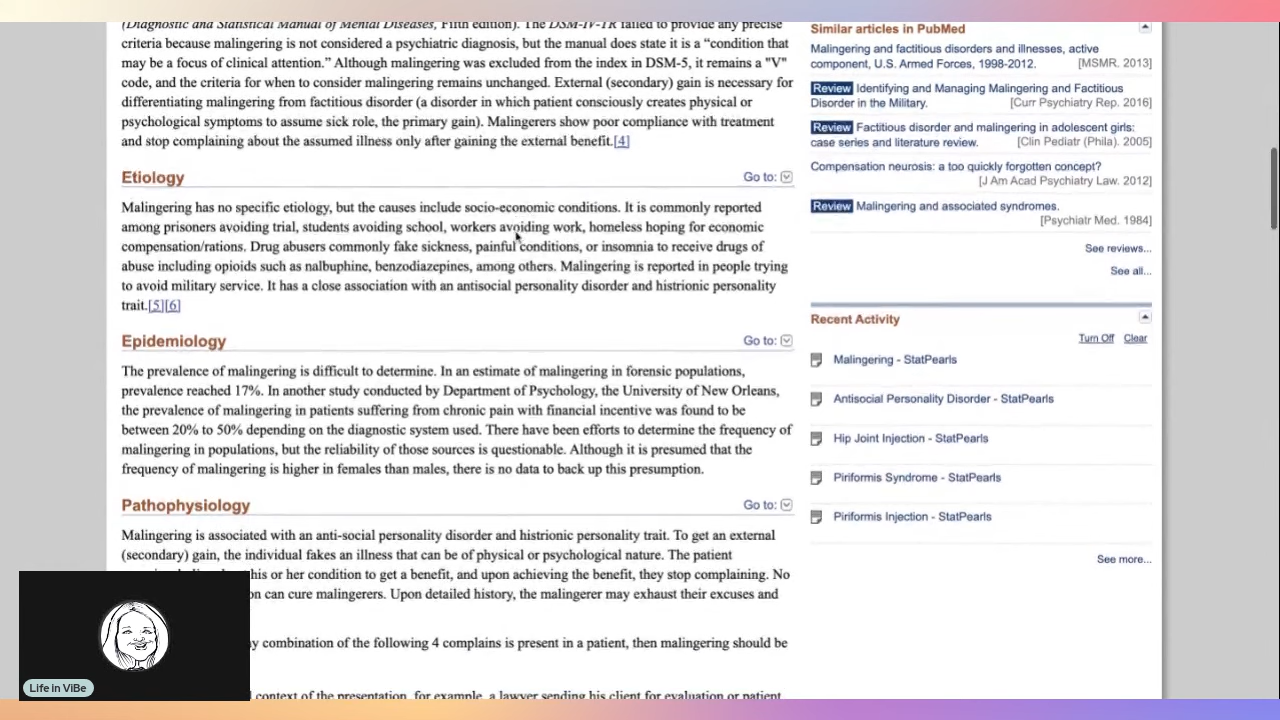 (Diagnostic and Statistical Manual of Mental Diseases, Fifth edition). The DSM-IV-TR failed to provide any precise
criteria because malingering is not considered a psychiatric diagnosis, but the manual does state it is a “condition that
may be a focus of clinical attention.” Although malingering was excluded from the index in DSM-5, it remains a "V"
code, and the criteria for when to consider malingering remains unchanged. External (secondary) gain is necessary for
differentiating malingering from factitious disorder (a disorder in which patient consciously creates physical or
psychological symptoms to assume sick role, the primary gain). Malingerers show poor compliance with treatment
and stop complaining about the assumed illness only after gaining the external benefit.[4]
Etiology
Go to:
Malingering has no specific etiology, but the causes include socio-economic conditions. It is commonly reported
among prisoners avoiding trial, students avoiding school, workers avoiding work, homeless hoping for economic
compensation/rations. Drug abusers commonly fake sickness, painful conditions, or insomnia to receive drugs of
abuse including opioids such as nalbuphine, benzodiazepines, among others. Malingering is reported in people trying
to avoid military service. It has a close association with an antisocial personality disorder and histrionic personality
trait.[5][6]
Epidemiology
Go to:
The prevalence of malingering is difficult to determine. In an estimate of malingering in forensic populations,
prevalence reached 17%. In another study conducted by Department of Psychology, the University of New Orleans,
the prevalence of malingering in patients suffering from chronic pain with financial incentive was found to be
between 20% to 50% depending on the diagnostic system used. There have been efforts to determine the frequency of
malingering in populations, but the reliability of those sources is questionable. Although it is presumed that the
frequency of malingering is higher in females than males, there is no data to back up this presumption.
Pathophysiology
Go to:
Malingering is associated with an anti-social personality disorder and histrionic personality trait. To get an external
(secondary) gain, the individual fakes an illness that can be of physical or psychological nature. The patient
his or her condition to get a benefit, and upon achieving the benefit, they stop complaining. No
on can cure malingerers. Upon detailed history, the malingerer may exhaust their excuses and
y combination of the following 4 complains is present in a patient, then malingering should be
context of the presentation, for example, a lawyer sending his client for evaluation or patient
Similar articles in PubMed
Malingering and factitious disorders and illnesses, active
component, U.S. Armed Forces, 1998-2012. [MSMR. 2013]
Review Identifying and Managing Malingering and Factitious
Disorder in the Military. [Curr Psychiatry Rep. 2016]
Review Factitious disorder and malingering in adolescent girls:
case series and literature review. [Clin Pediatr (Phila). 2005]
Compensation neurosis: a too quickly forgotten concept?
[J Am Acad Psychiatry Law. 2012]
Review Malingering and associated syndromes.
[Psychiatr Med. 1984]
See reviews...
See all...
Recent Activity
Turn Off Clear
Malingering - StatPearls
Antisocial Personality Disorder - StatPearls
Hip Joint Injection - StatPearls
Piriformis Syndrome - StatPearls
Piriformis Injection - StatPearls
See more...
Life in ViBe